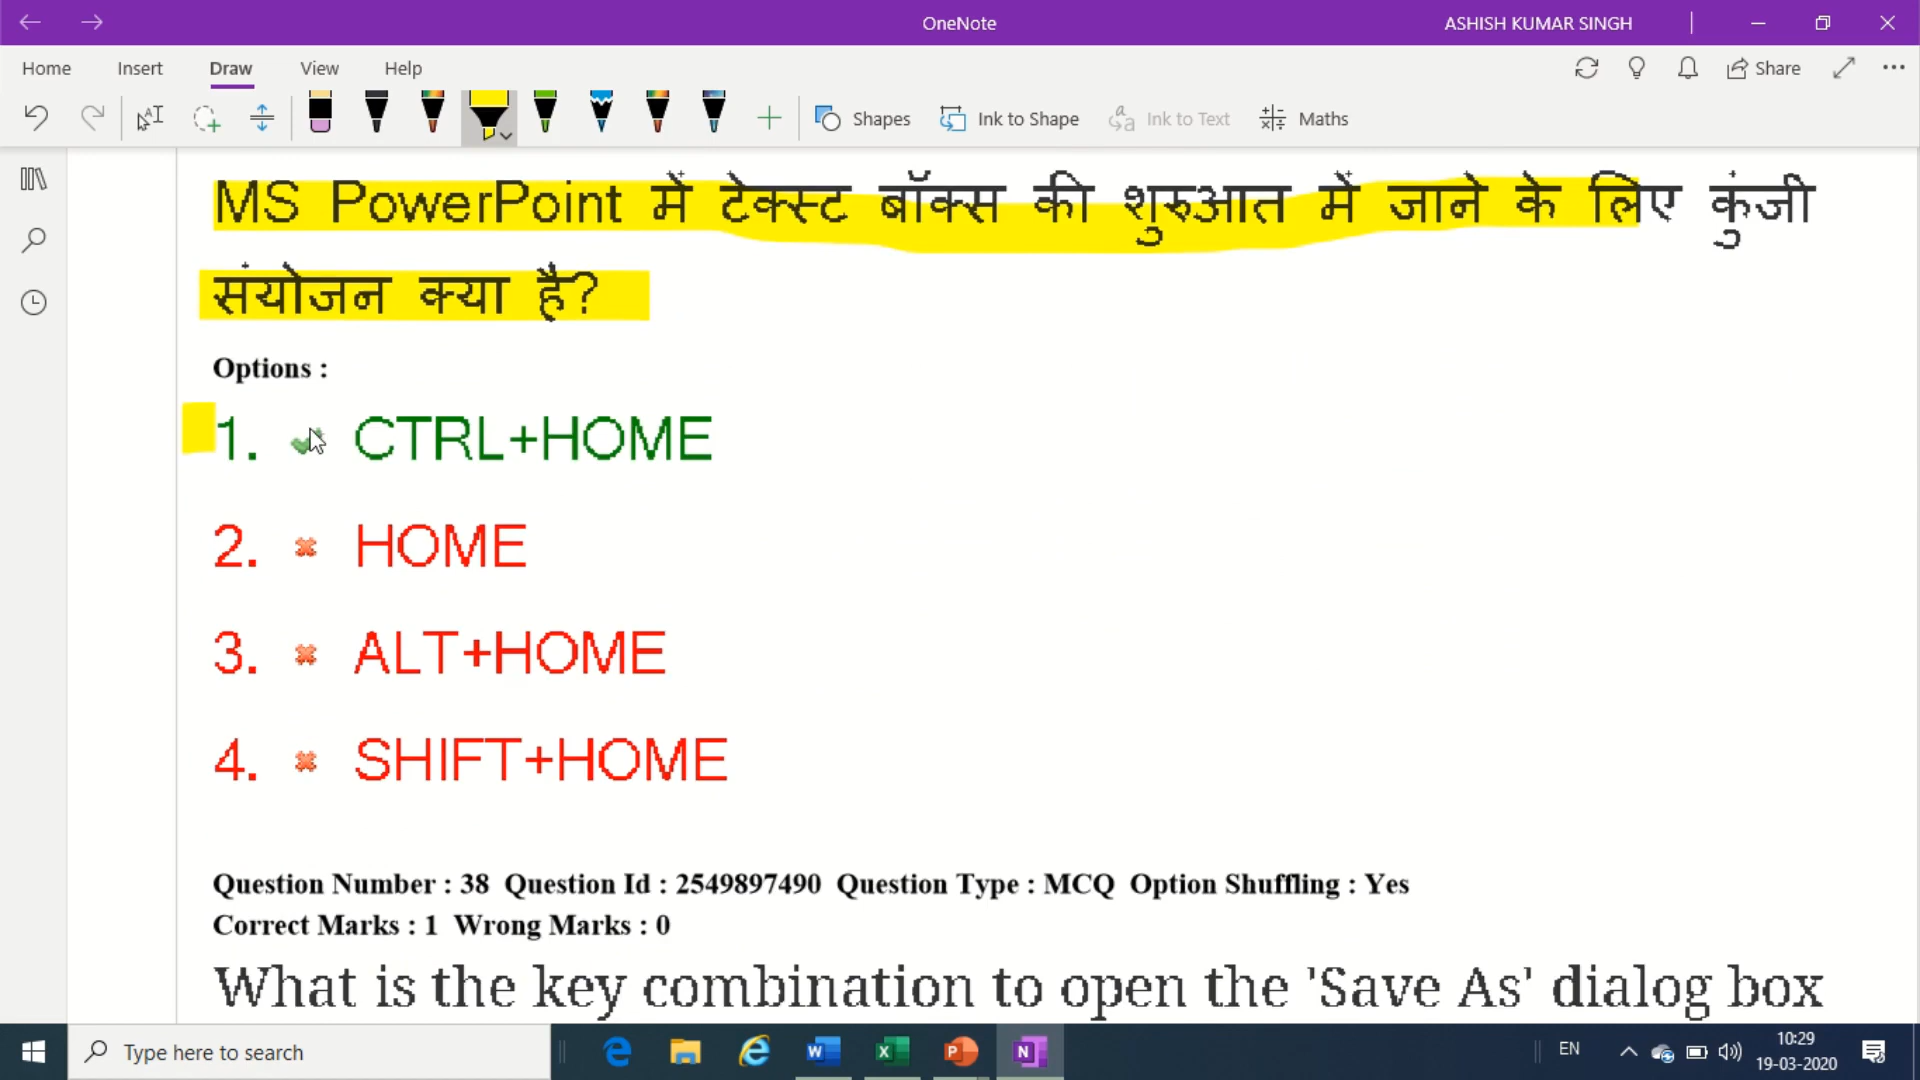 OneNote
ASHISH KUMAR SINGH
Home Insert Draw View Help
Share
Shapes Ink to Shape Ink to Text Maths
MS PowerPoint में टेक्स्ट बॉक्स की शुरुआत में जाने के लिए कुंजी
संयोजन क्या है?
Options :
1. CTRL+HOME
2. HOME
3. ALT+HOME
4. SHIFT+HOME
Question Number : 38 Question Id : 2549897490 Question Type : MCQ Option Shuffling : Yes
Correct Marks : 1 Wrong Marks : 0
What is the key combination to open the 'Save As' dialog box
Type here to search
EN
10:29
19-03-2020